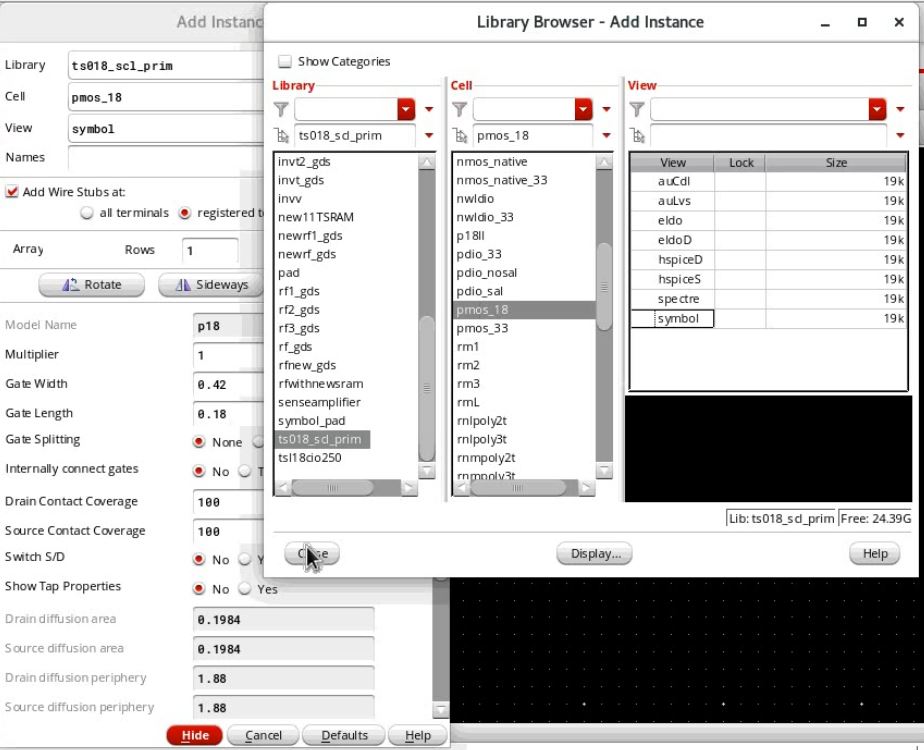 Add Instanc
Library ts018_scl_prim
Cell pmos_18
View symbol
Names
Add Wire Stubs at:
all terminals registered t
Array Rows 1
Rotate Sideways
Model Name p18
Multiplier 1
Gate Width 0.42
Gate Length 0.18
Gate Splitting None
Internally connect gates No
Drain Contact Coverage 100
Source Contact Coverage 100
Switch S/D No Y
Show Tap Properties No Yes
Drain diffusion area 0.1984
Source diffusion area 0.1984
Drain diffusion periphery 1.88
Source diffusion periphery 1.88
Hide Cancel Defaults Help
Library Browser - Add Instance
Show Categories
Library
ts018_scl_prim
invt2_gds
invt_gds
invv
new11TSRAM
newrf1_gds
newrf_gds
pad
rf1_gds
rf2_gds
rf3_gds
rf_gds
rfnew_gds
rfwithnewsram
senseamplifier
symbol_pad
ts018_scl_prim
tsl18cio250
Cell
pmos_18
nmos_native
nmos_native_33
nwldio
nwldio_33
p18ll
pdio_33
pdio_nosal
pdio_sal
pmos_18
pmos_33
rm1
rm2
rm3
rmL
rnlpoly2t
rnlpoly3t
rnmpoly2t
rnmpoly3t
View
View Lock Size
auCdl 19k
auLvs 19k
eldo 19k
eldoD 19k
hspiceD 19k
hspiceS 19k
spectre 19k
symbol 19k
Lib: ts018_scl_prim Free: 24.39G
Close Display... Help